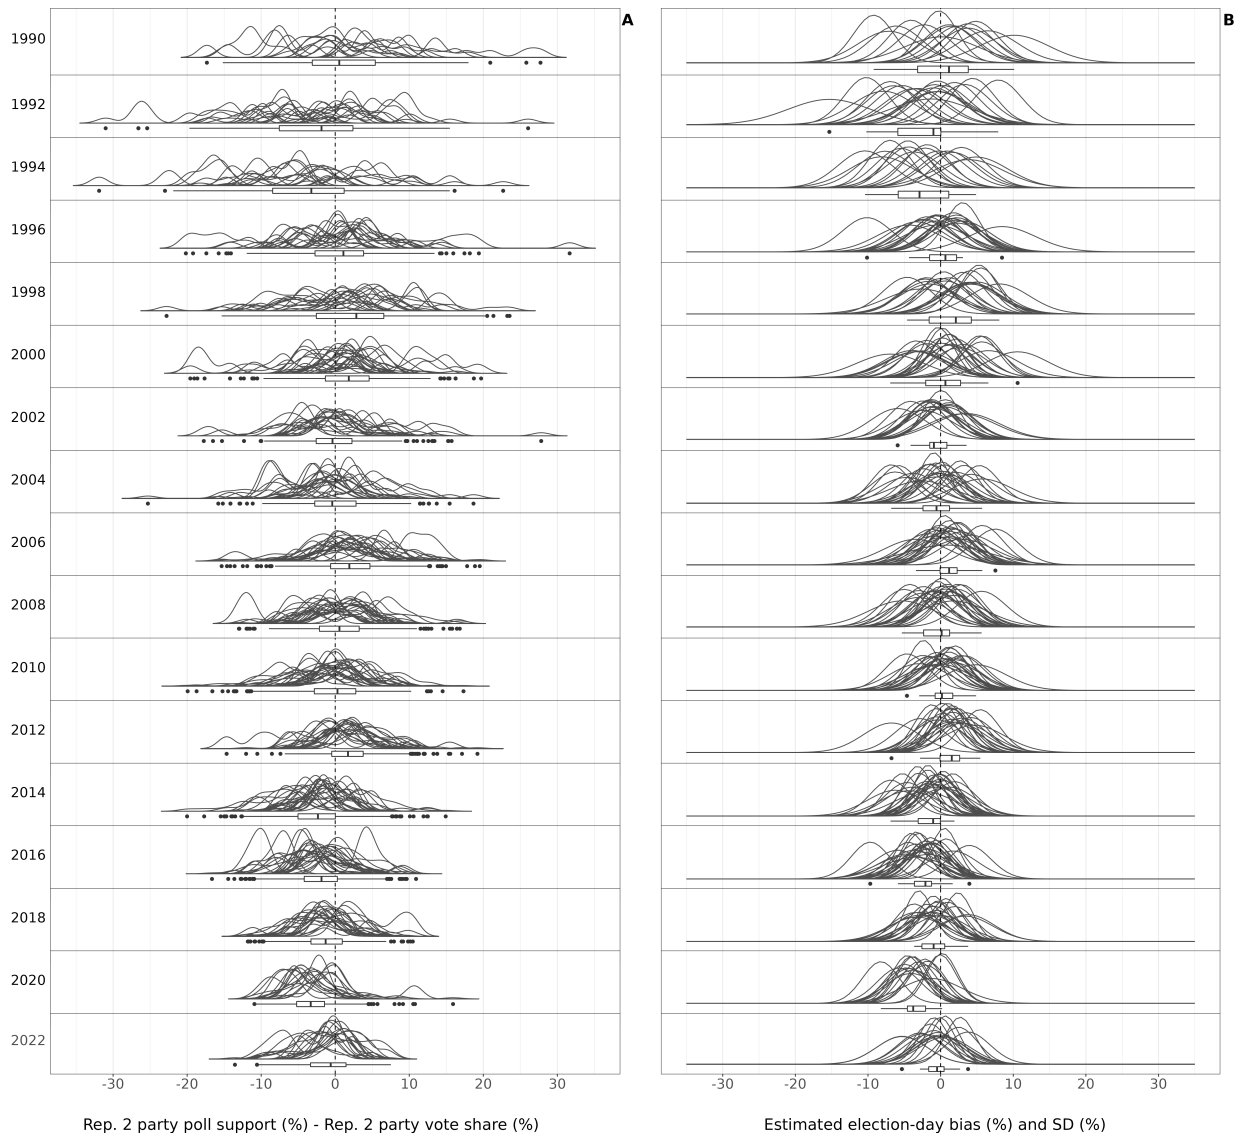 A
B
1990
1992
1994
1996
1998
2000
2002
2004
2006
2008
2010
2012
2014
2016
2018
2020
2022
-30 -20 -10 0 10 20 30
-30 -20 -10 0 10 20 30
Rep. 2 party poll support (%) - Rep. 2 party vote share (%)
Estimated election-day bias (%) and SD (%)